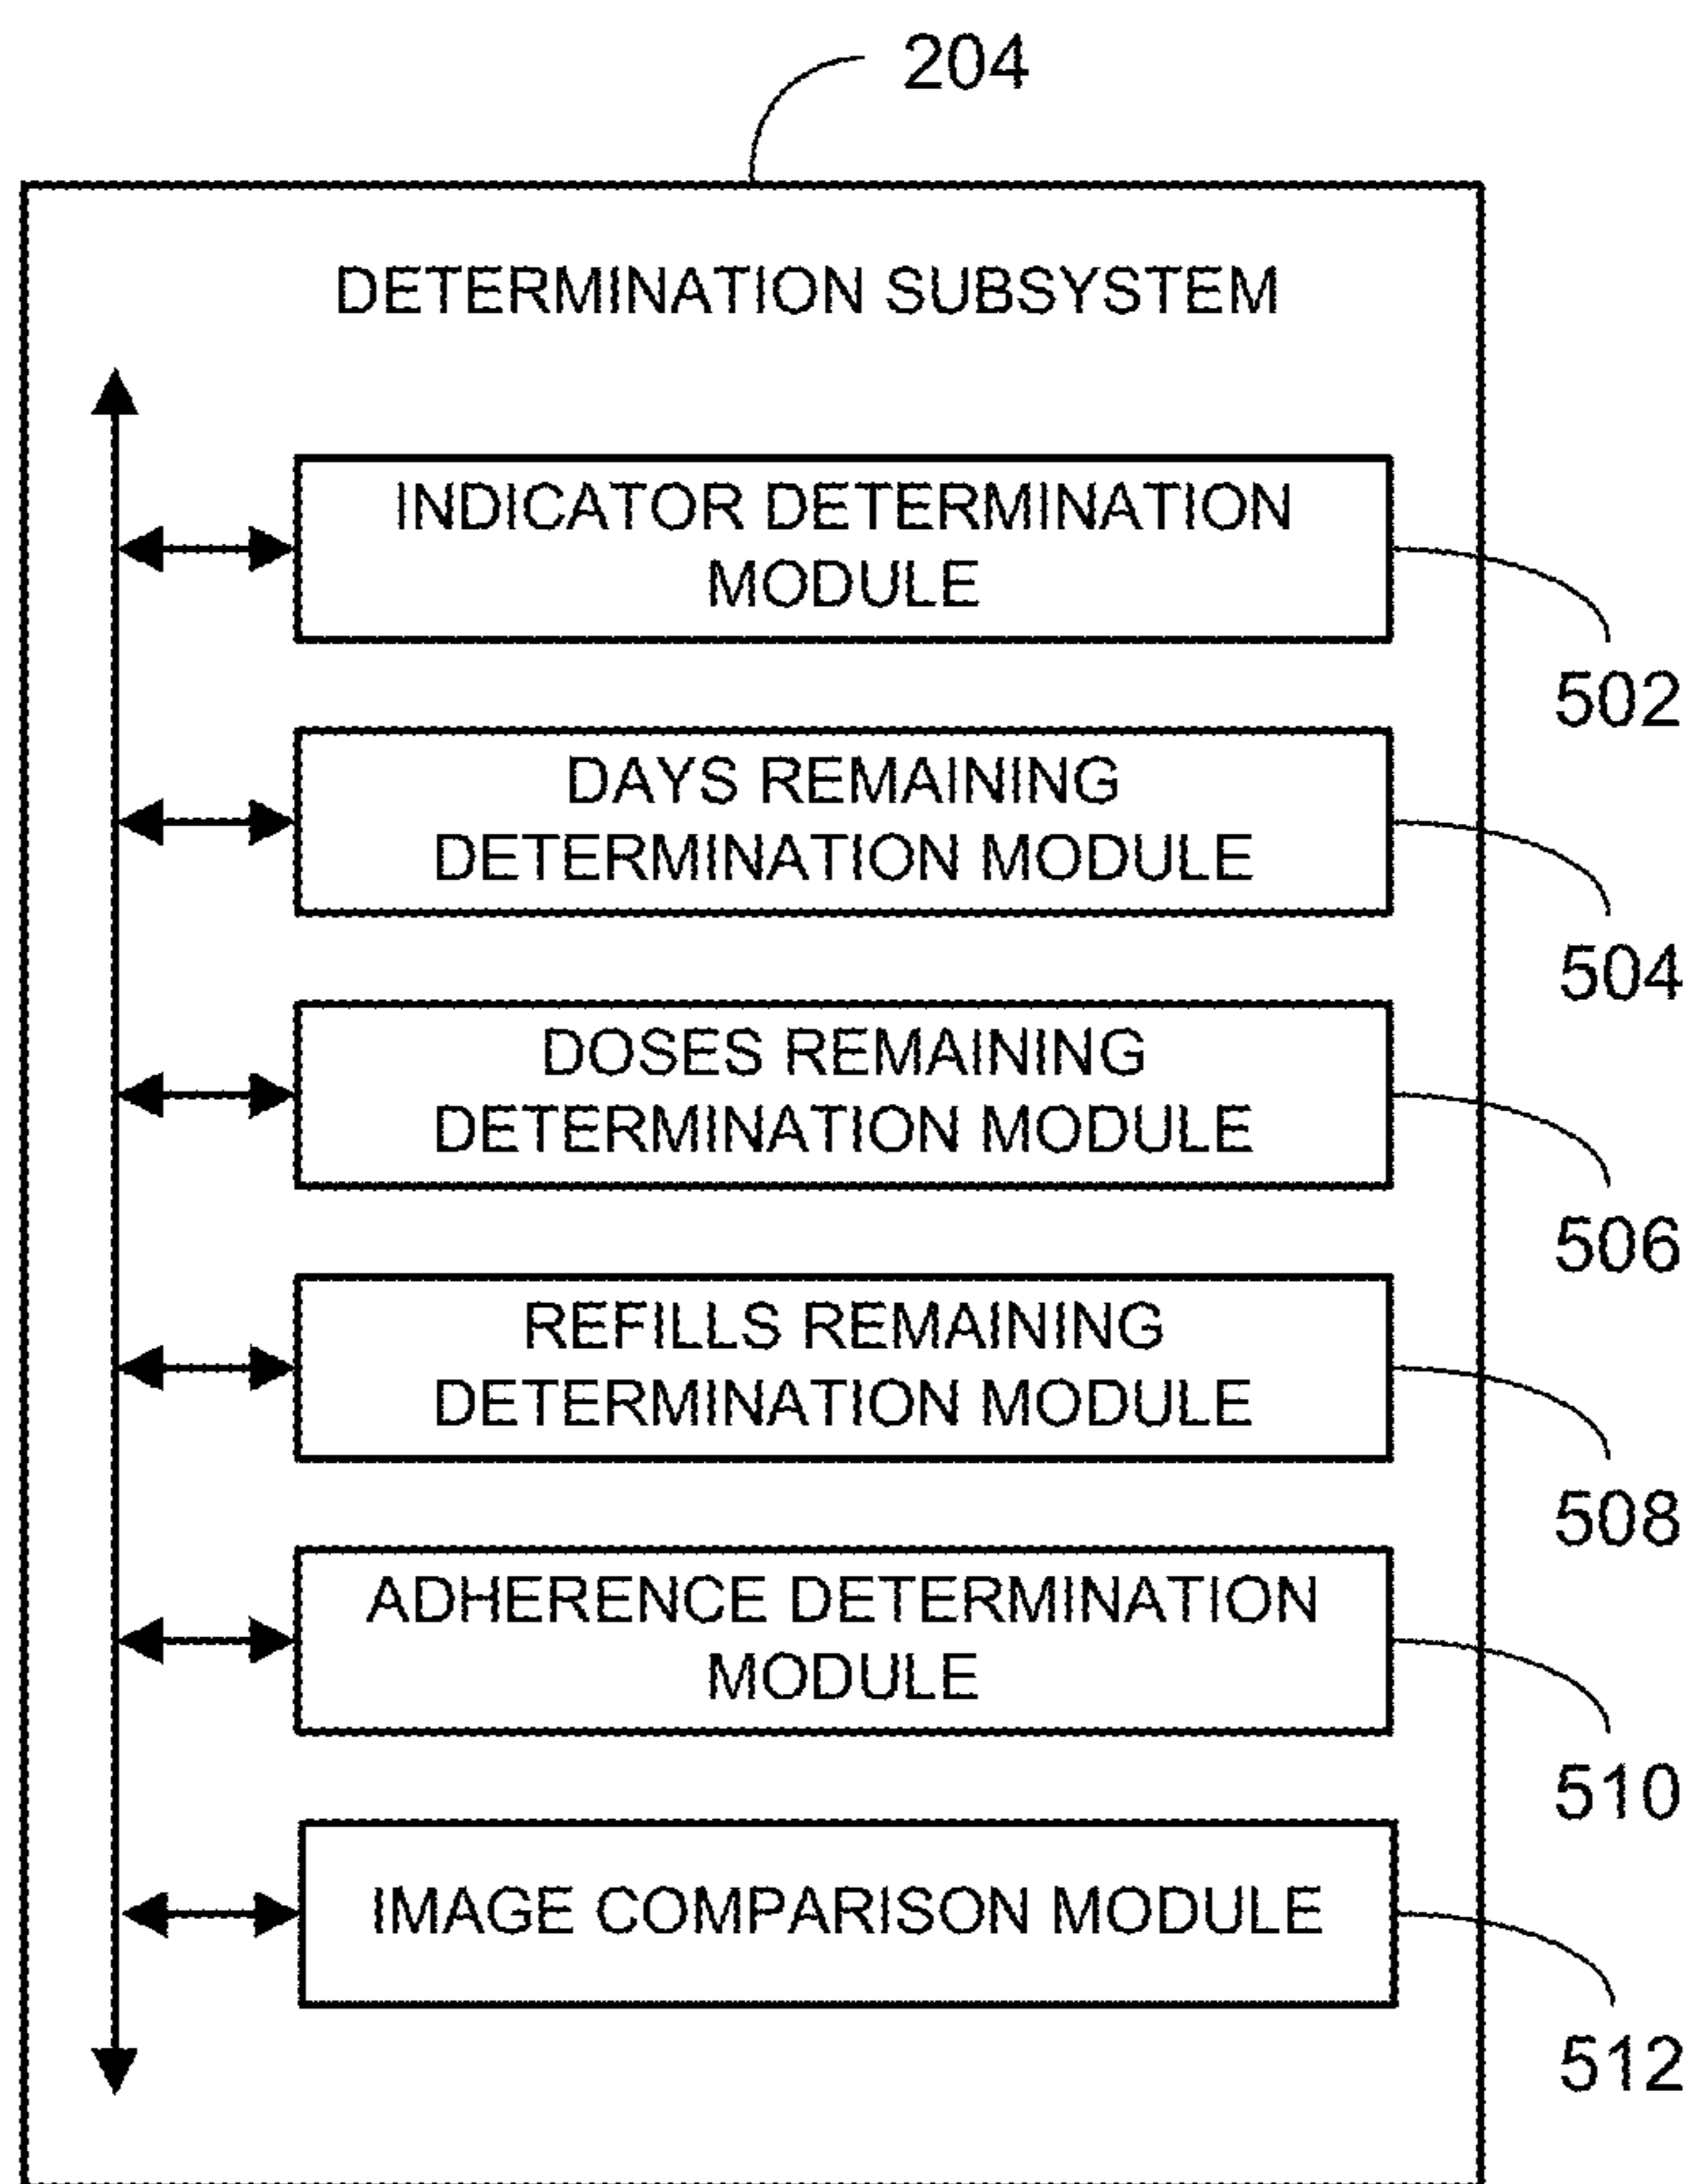 204
DETERMINATION SUBSYSTEM
INDICATOR DETERMINATION
MODULE
502
DAYS REMAINING
DETERMINATION MODULE
504
DOSES REMAINING
DETERMINATION MODULE
506
REFILLS REMAINING
DETERMINATION MODULE
508
ADHERENCE DETERMINATION
MODULE
510
IMAGE COMPARISON MODULE
512